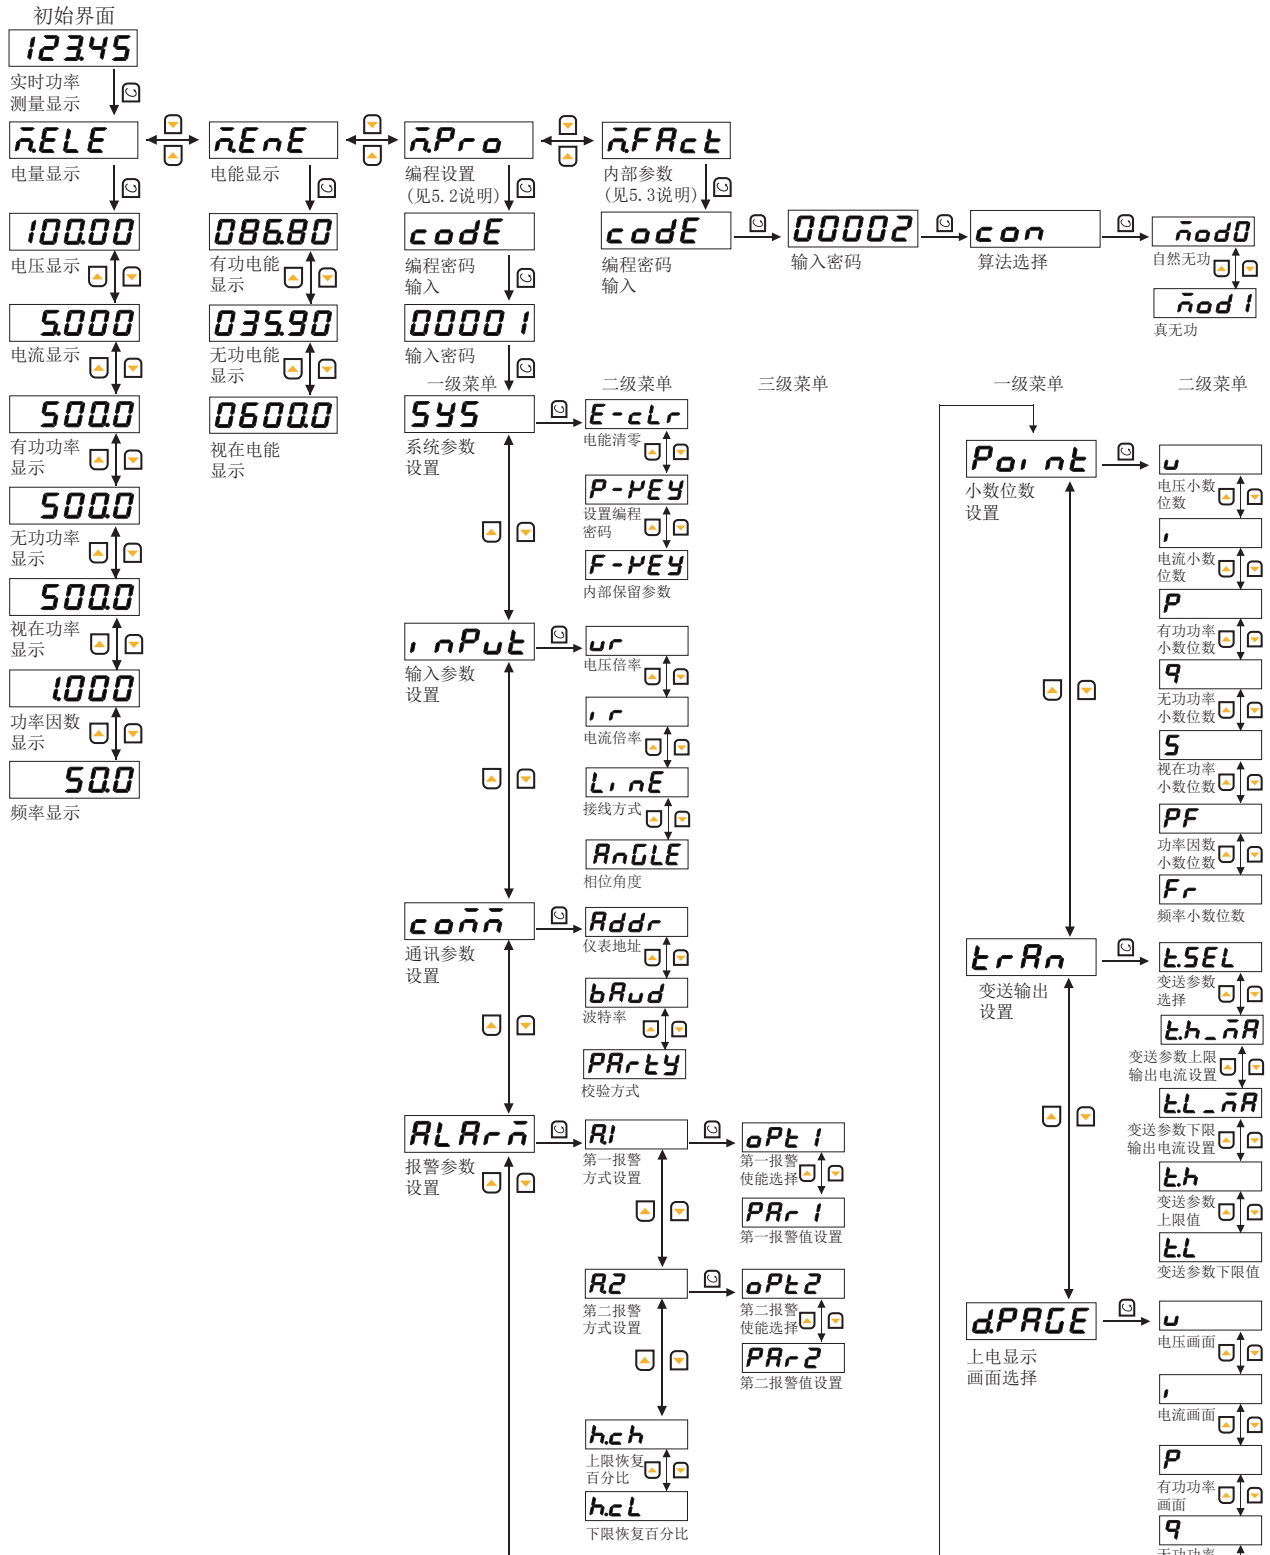 初始界面
123.45
实时功率
测量显示
M.ELE
电量显示
100.00
电压显示
5.000
电流显示
500.0
有功功率
显示
500.0
无功功率
显示
500.0
视在功率
显示
1.000
功率因数
显示
50.0
频率显示
M.EnE
电能显示
086.80
有功电能
显示
035.90
无功电能
显示
0600.0
视在电能
显示
M.Pro
编程设置
(见5.2说明)
codE
编程密码
输入
00001
输入密码
M.FAct
内部参数
(见5.3说明)
codE
编程密码
输入
00002
输入密码
con
算法选择
Mod0
自然无功
Mod1
真无功
一级菜单
二级菜单
三级菜单
SYS
系统参数
设置
E-cLr
电能清零
P-KEY
设置编程
密码
F-KEY
内部保留参数
inPut
输入参数
设置
ur
电压倍率
ir
电流倍率
LinE
接线方式
AnGLE
相位角度
coMM
通讯参数
设置
Addr
仪表地址
bAud
波特率
PArtY
校验方式
ALArM
报警参数
设置
A.1
第一报警
方式设置
oPt1
第一报警
使能选择
PAr1
第一报警值设置
A.2
第二报警
方式设置
oPt2
第二报警
使能选择
PAr2
第二报警值设置
h.ch
上限恢复
百分比
h.cL
下限恢复百分比
一级菜单
二级菜单
Point
小数位数
设置
u
电压小数
位数
i
电流小数
位数
P
有功功率
小数位数
q
无功功率
小数位数
S
视在功率
小数位数
PF
功率因数
小数位数
Fr
频率小数位数
trAn
变送输出
设置
t.SEL
变送参数
选择
t.h_MA
变送参数上限
输出电流设置
t.L_MA
变送参数下限
输出电流设置
t.h
变送参数
上限值
t.L
变送参数下限值
d.PAGE
上电显示
画面选择
u
电压画面
i
电流画面
P
有功功率
画面
q
无功功率